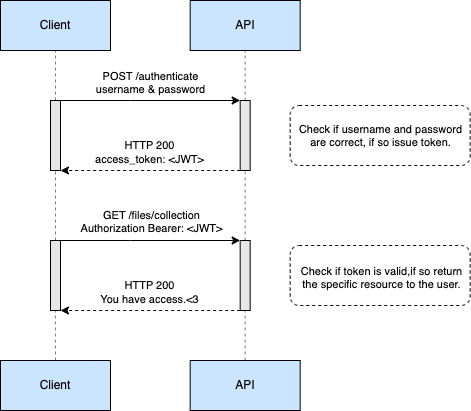 Client
API
POST /authenticate
username & password
Check if username and password
are correct, if so issue token.
HTTP 200
access_token: <JWT>
GET /files/collection
Authorization Bearer: <JWT>
Check if token is valid,if so return
the specific resource to the user.
HTTP 200
You have access.<3
Client
API